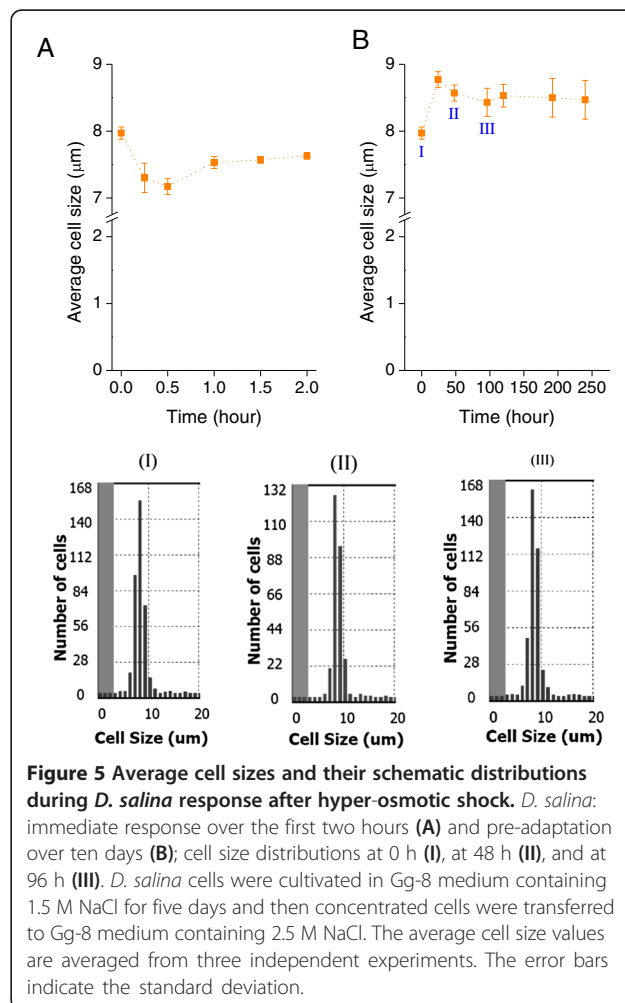 A
B
9
8
7
2
1
0
Average cell size (μm)
0.0 0.5 1.0 1.5 2.0
Time (hour)
9
8
7
2
1
0
Average cell size (μm)
I
II
III
0 50 100 150 200 250
Time (hour)
(I)
168
140
112
84
56
28
0
Number of cells
0 10 20
Cell Size (um)
(II)
132
110
88
66
44
22
0
Number of cells
0 10 20
Cell Size (um)
(III)
168
140
112
84
56
28
0
Number of cells
0 10 20
Cell Size (um)
Figure 5 Average cell sizes and their schematic distributions
during D. salina response after hyper-osmotic shock. D. salina:
immediate response over the first two hours (A) and pre-adaptation
over ten days (B); cell size distributions at 0 h (I), at 48 h (II), and at
96 h (III). D. salina cells were cultivated in Gg-8 medium containing
1.5 M NaCl for five days and then concentrated cells were transferred
to Gg-8 medium containing 2.5 M NaCl. The average cell size values
are averaged from three independent experiments. The error bars
indicate the standard deviation.